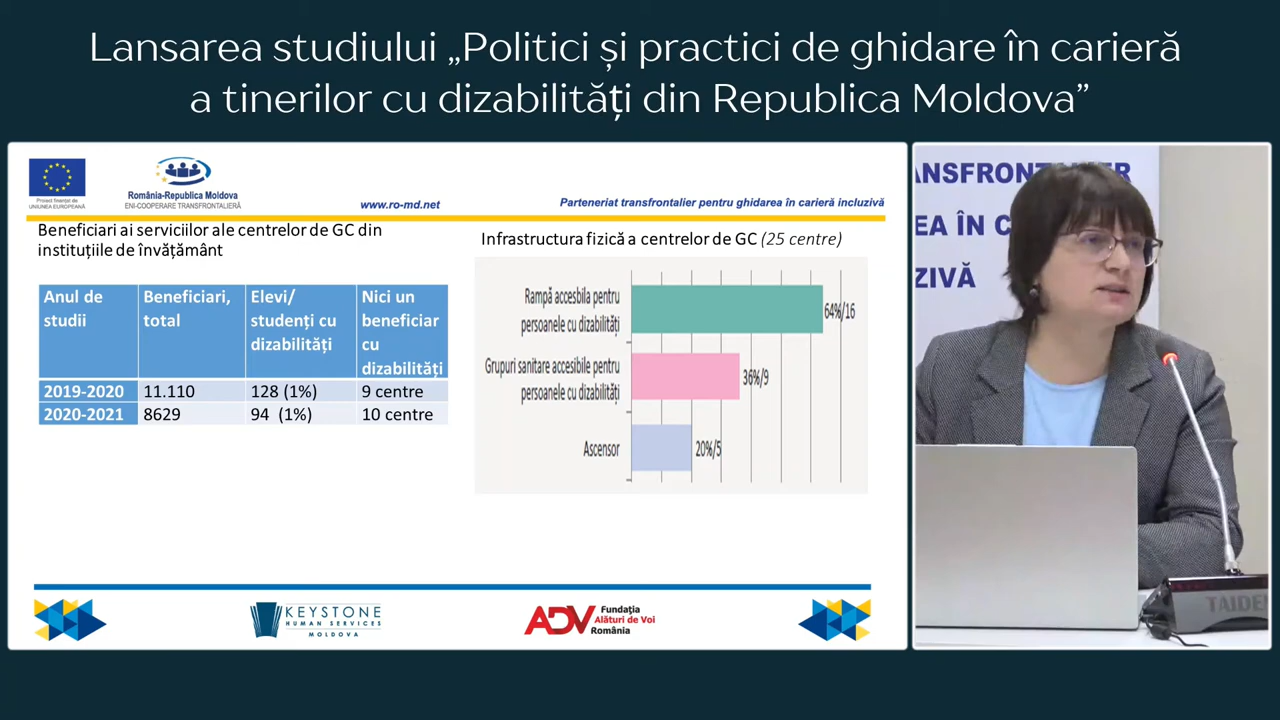 Lansarea studiului „Politici și practici de ghidare în carieră
a tinerilor cu dizabilități din Republica Moldova”
Proiect finanțat de
UNIUNEA EUROPEANĂ
România-Republica Moldova
ENI-COOPERARE TRANSFRONTALIERĂ
www.ro-md.net
Parteneriat transfrontalier pentru ghidarea în carieră incluzivă
Beneficiari ai serviciilor ale centrelor de GC din
instituțiile de învățământ
Anul de studii | Beneficiari, total | Elevi/ studenți cu dizabilități | Nici un beneficiar cu dizabilități
2019-2020 | 11.110 | 128 (1%) | 9 centre
2020-2021 | 8629 | 94 (1%) | 10 centre
Infrastructura fizică a centrelor de GC (25 centre)
Rampă accesbila pentru
persoanele cu dizabilități
64%/16
Grupuri sanitare accesibile pentru
persoanele cu dizabilități
36%/9
Ascensor
20%/5
KEYSTONE
HUMAN SERVICES
MOLDOVA
ADV
Fundația
Alături de Voi
România
ANSFRONTALIER
EA ÎN C
ZIVĂ
TAIDEN